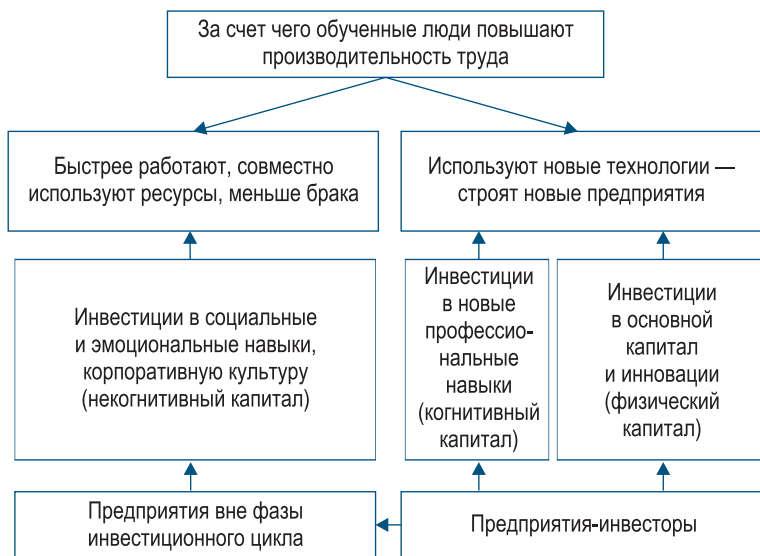 За счет чего обученные люди повышают
производительность труда
Быстрее работают, совместно
используют ресурсы, меньше брака
Используют новые технологии —
строят новые предприятия
Инвестиции в социальные
и эмоциональные навыки,
корпоративную культуру
(некогнитивный капитал)
Инвестиции
в новые
профессио-
нальные
навыки
(когнитивный
капитал)
Инвестиции
в основной
капитал
и инновации
(физический
капитал)
Предприятия вне фазы
инвестиционного цикла
Предприятия-инвесторы